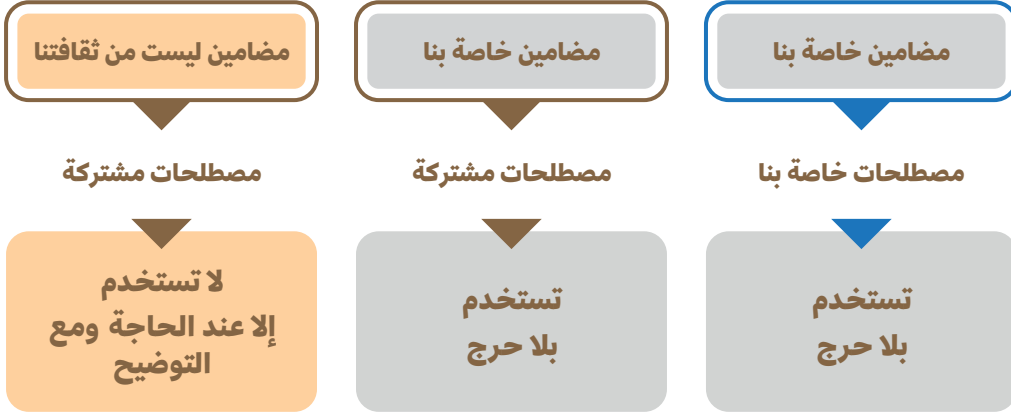 مضامين خاصة بنا
مصطلحات خاصة بنا
تستخدم
بلا حرج
مضامين خاصة بنا
مصطلحات مشتركة
تستخدم
بلا حرج
مضامين ليست من ثقافتنا
مصطلحات مشتركة
لا تستخدم
إلا عند الحاجة ومع
التوضيح